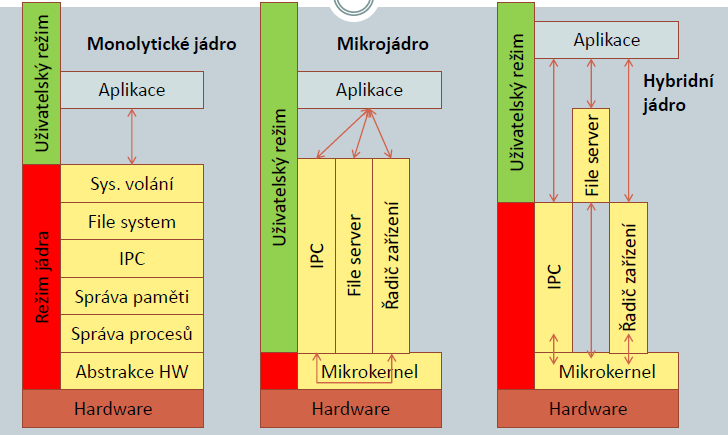 Monolytické jádro
Uživatelský režim
Aplikace
Režim jádra
Sys. volání
File system
IPC
Správa paměti
Správa procesů
Abstrakce HW
Hardware
Mikrojádro
Uživatelský režim
Aplikace
IPC
File server
Řadič zařízení
Mikrokernel
Hardware
Hybridní
jádro
Uživatelský režim
Aplikace
File server
IPC
Řadič zařízení
Mikrokernel
Hardware